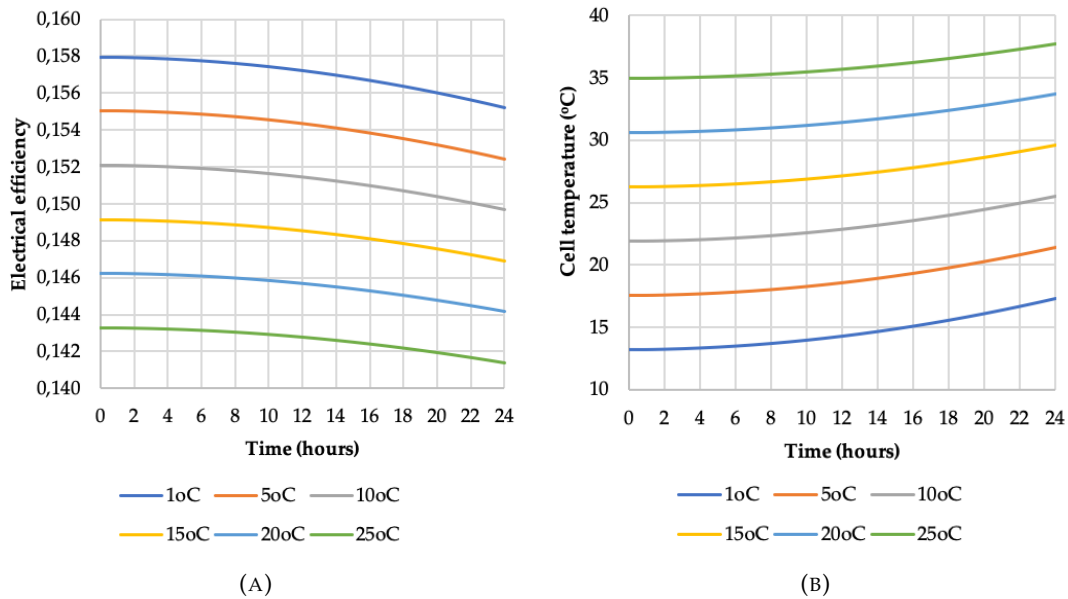 0,160
0,158
0,156
0,154
0,152
0,150
0,148
0,146
0,144
0,142
0,140
Electrical efficiency
0 2 4 6 8 10 12 14 16 18 20 22 24
Time (hours)
1oC 5oC 10oC
15oC 20oC 25oC
(A)
40
35
30
25
20
15
10
Cell temperature (ºC)
0 2 4 6 8 10 12 14 16 18 20 22 24
Time (hours)
1oC 5oC 10oC
15oC 20oC 25oC
(B)